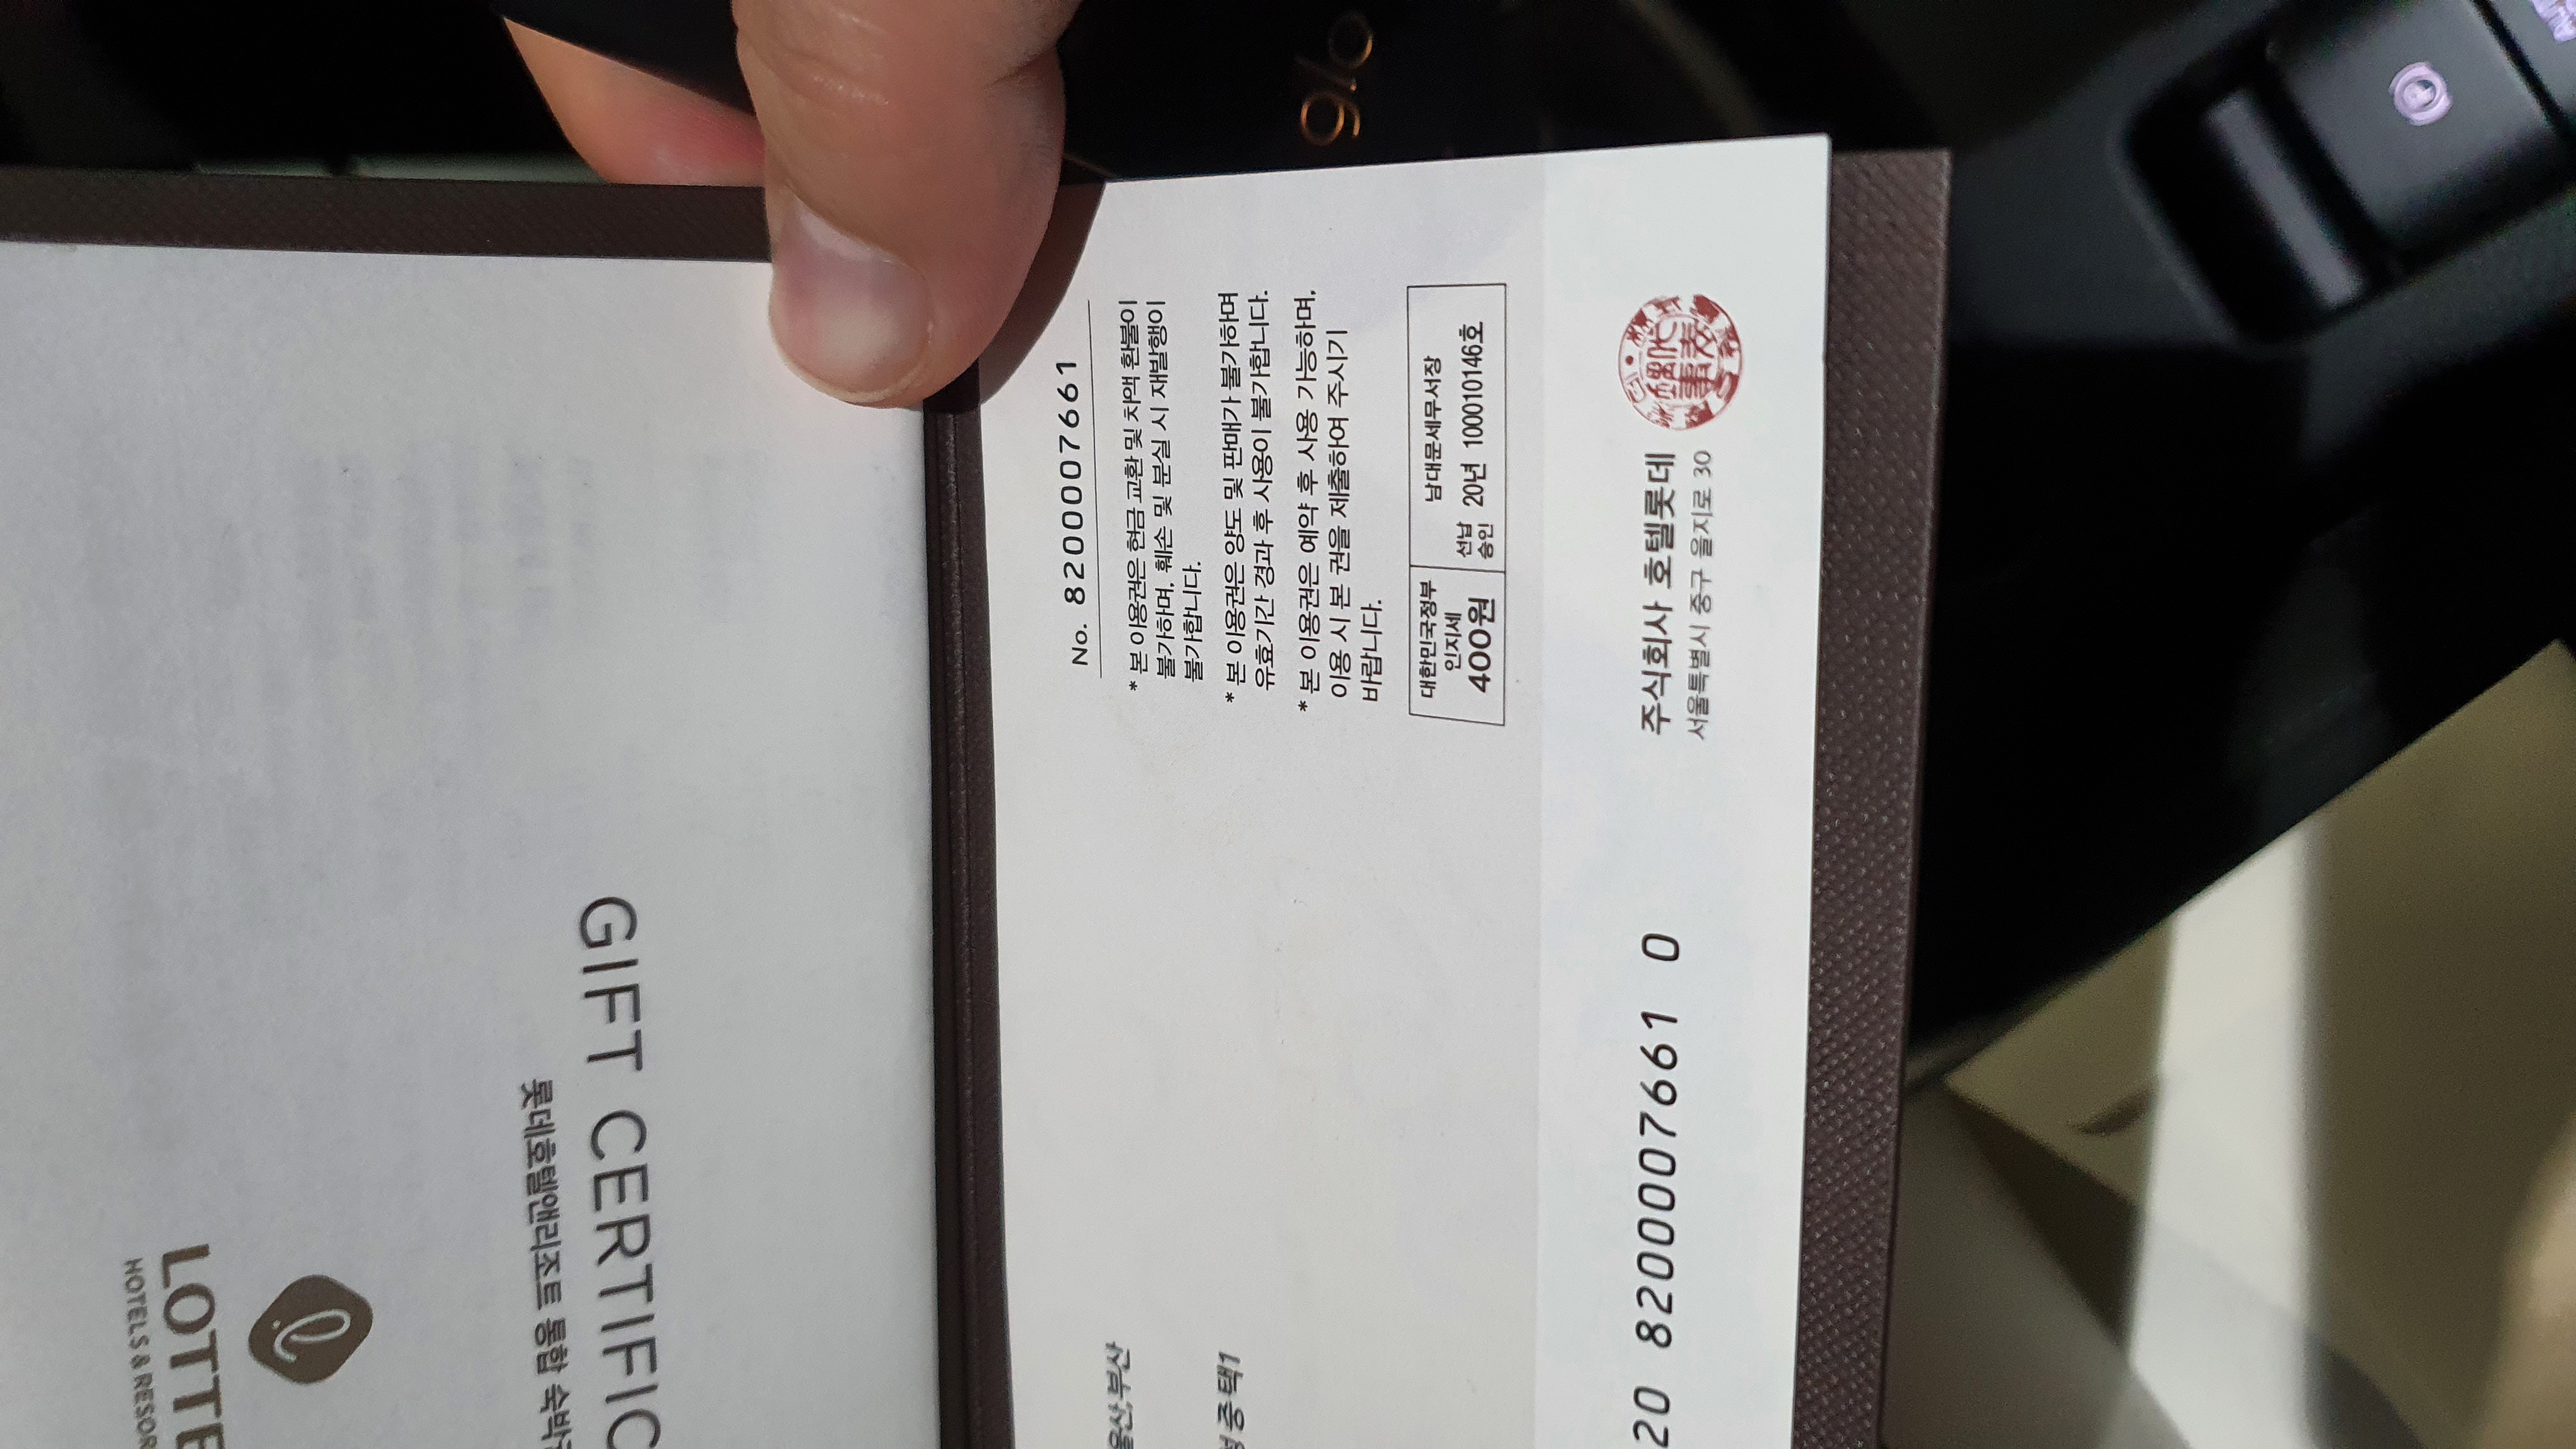 LOTTE
HOTELS & RESOR
롯데호텔앤리조트 통합 숙박
GIFT CERTIFIC
No. 8200007661
* 본 이용권은 현금 교환 및 차액 환불이
불가하며, 훼손 및 분실 시 재발행이
불가합니다.
* 본 이용권은 양도 및 판매가 불가하며
유효기간 경과 후 사용이 불가합니다.
* 본 이용권은 예약 후 사용 가능하며,
이용 시 본 권을 제출하여 주시기
바랍니다.
대한민국정부
인지세
400원
남대문세무서장
선납
승인
20년 100010146호
울산,부산
중 택1
주식회사 호텔롯데
서울특별시 중구 을지로 30
20 8200007661 0